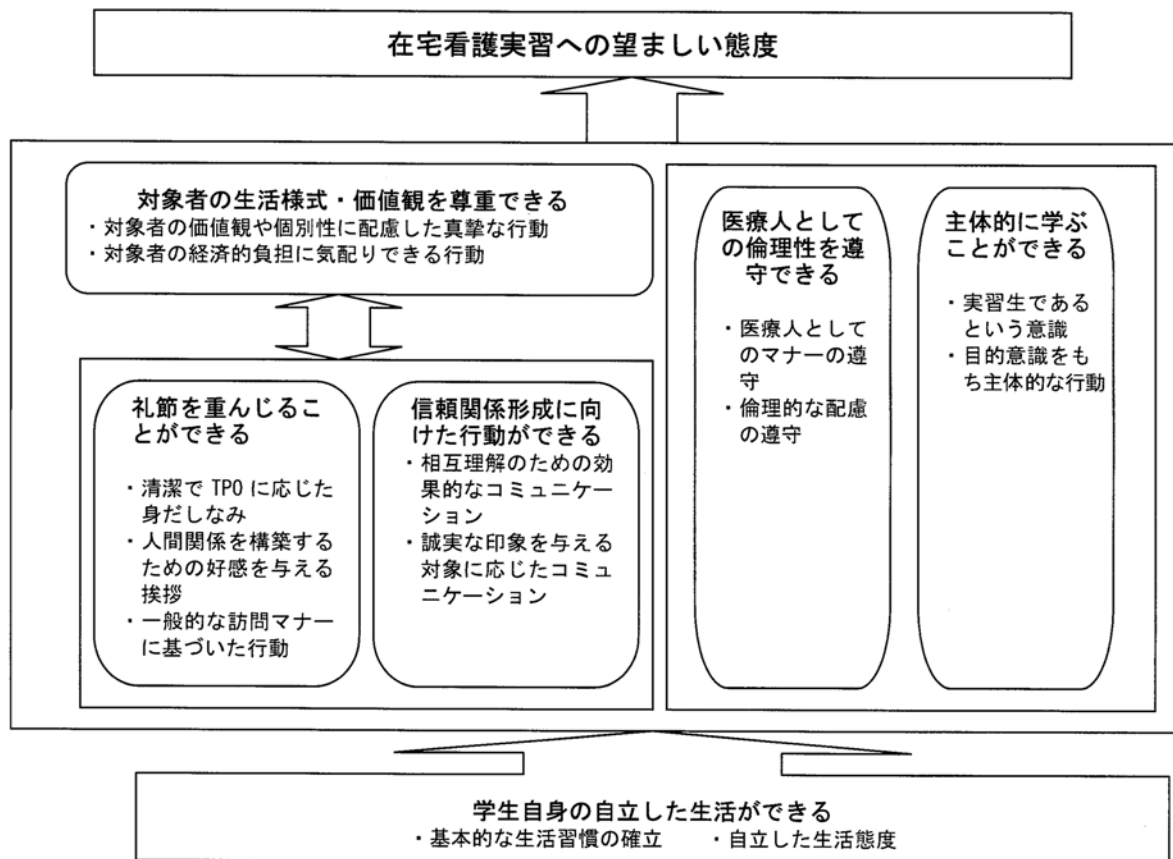 在宅看護実習への望ましい態度
対象者の生活様式・価値観を尊重できる
・対象者の価値観や個別性に配慮した真摯な行動
・対象者の経済的負担に気配りできる行動
礼節を重んじるこ
とができる
・清潔で TPO に応じた
身だしなみ
・人間関係を構築する
ための好感を与える
挨拶
・一般的な訪問マナー
に基づいた行動
信頼関係形成に向
けた行動ができる
・相互理解のための効
果的なコミュニケー
ション
・誠実な印象を与える
対象に応じたコミュ
ニケーション
医療人として
の倫理性を遵
守できる
・医療人として
のマナーの遵
守
・倫理的な配慮
の遵守
主体的に学ぶ
ことができる
・実習生である
という意識
・目的意識をも
ち主体的な行動
学生自身の自立した生活ができる
・基本的な生活習慣の確立　・自立した生活態度